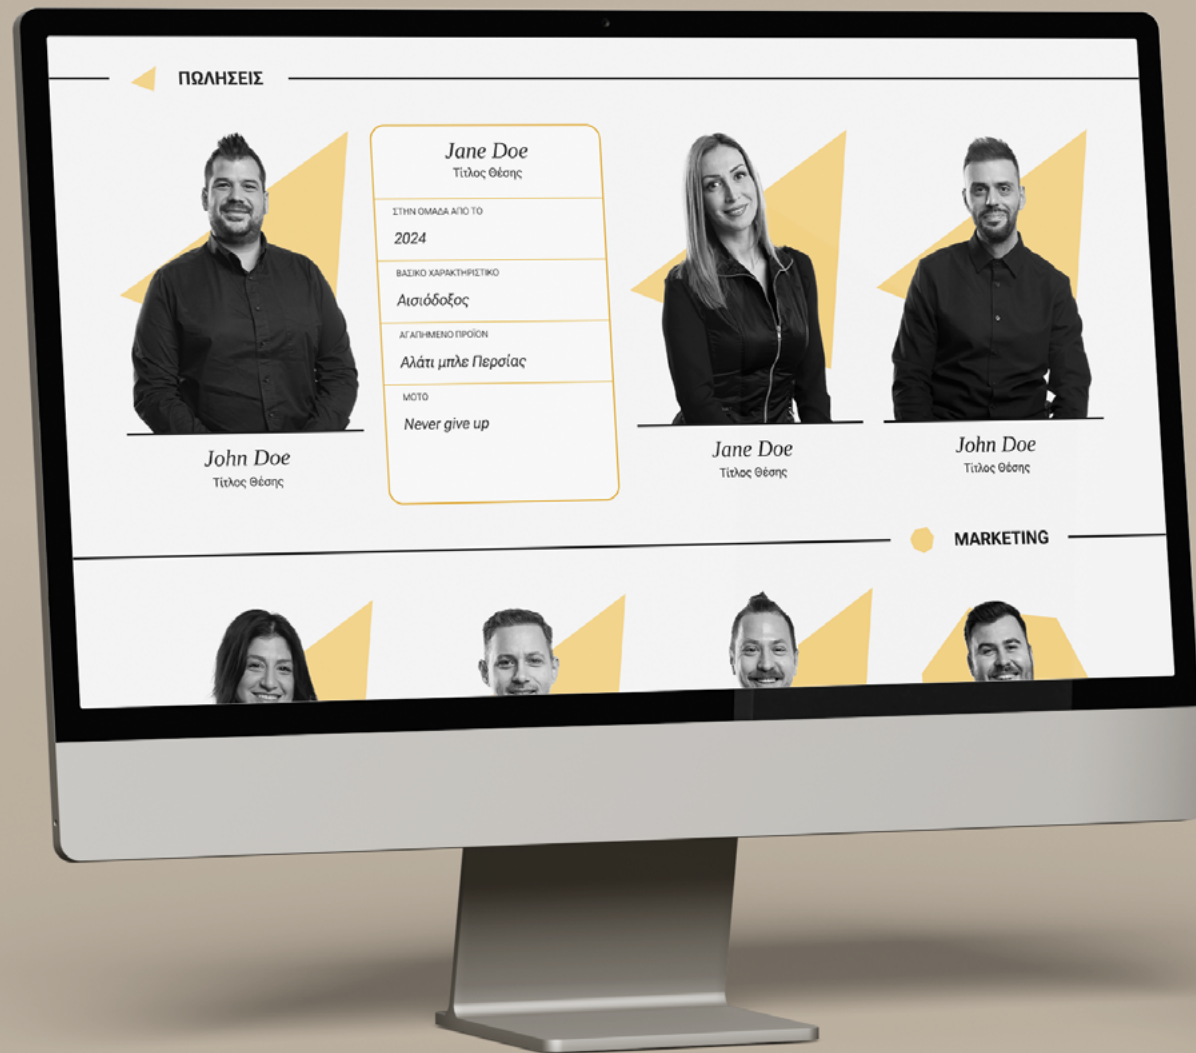 ΠΩΛΗΣΕΙΣ
Jane Doe
Τίτλος Θέσης
ΣΤΗΝ ΟΜΑΔΑ ΑΠΟ ΤΟ
2024
ΒΑΣΙΚΟ ΧΑΡΑΚΤΗΡΙΣΤΙΚΟ
Αισιόδοξος
ΑΓΑΠΗΜΕΝΟ ΠΡΟΪΟΝ
Αλάτι μπλε Περσίας
ΜΟΤΟ
Never give up
John Doe
Τίτλος Θέσης
Jane Doe
Τίτλος Θέσης
John Doe
Τίτλος Θέσης
MARKETING